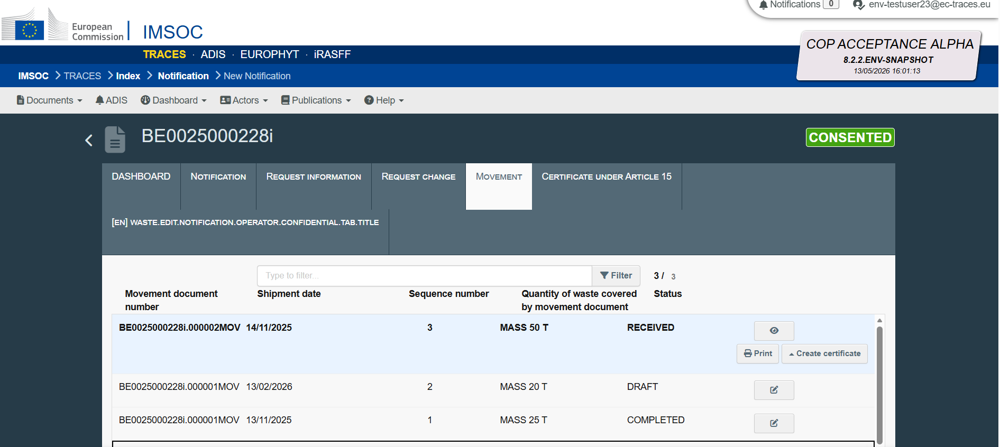 Notifications 0 env-testuser23@ec-traces.eu
European
Commission
IMSOC
COP ACCEPTANCE ALPHA
8.2.2.ENV-SNAPSHOT
13/05/2026 16:01:13
TRACES · ADIS · EUROPHYT · iRASFF
IMSOC TRACES Index Notification New Notification
Documents ADIS Dashboard Actors Publications Help
BE0025000228i
CONSENTED
DASHBOARD NOTIFICATION REQUEST INFORMATION REQUEST CHANGE MOVEMENT CERTIFICATE UNDER ARTICLE 15
[EN] WASTE.EDIT.NOTIFICATION.OPERATOR.CONFIDENTIAL.TAB.TITLE
Type to filter... Filter 3 / 3
Movement document number Shipment date Sequence number Quantity of waste covered by movement document Status
BE0025000228i.000002MOV 14/11/2025 3 MASS 50 T RECEIVED
Print Create certificate
BE0025000228i.000001MOV 13/02/2026 2 MASS 20 T DRAFT
BE0025000228i.000001MOV 13/11/2025 1 MASS 25 T COMPLETED